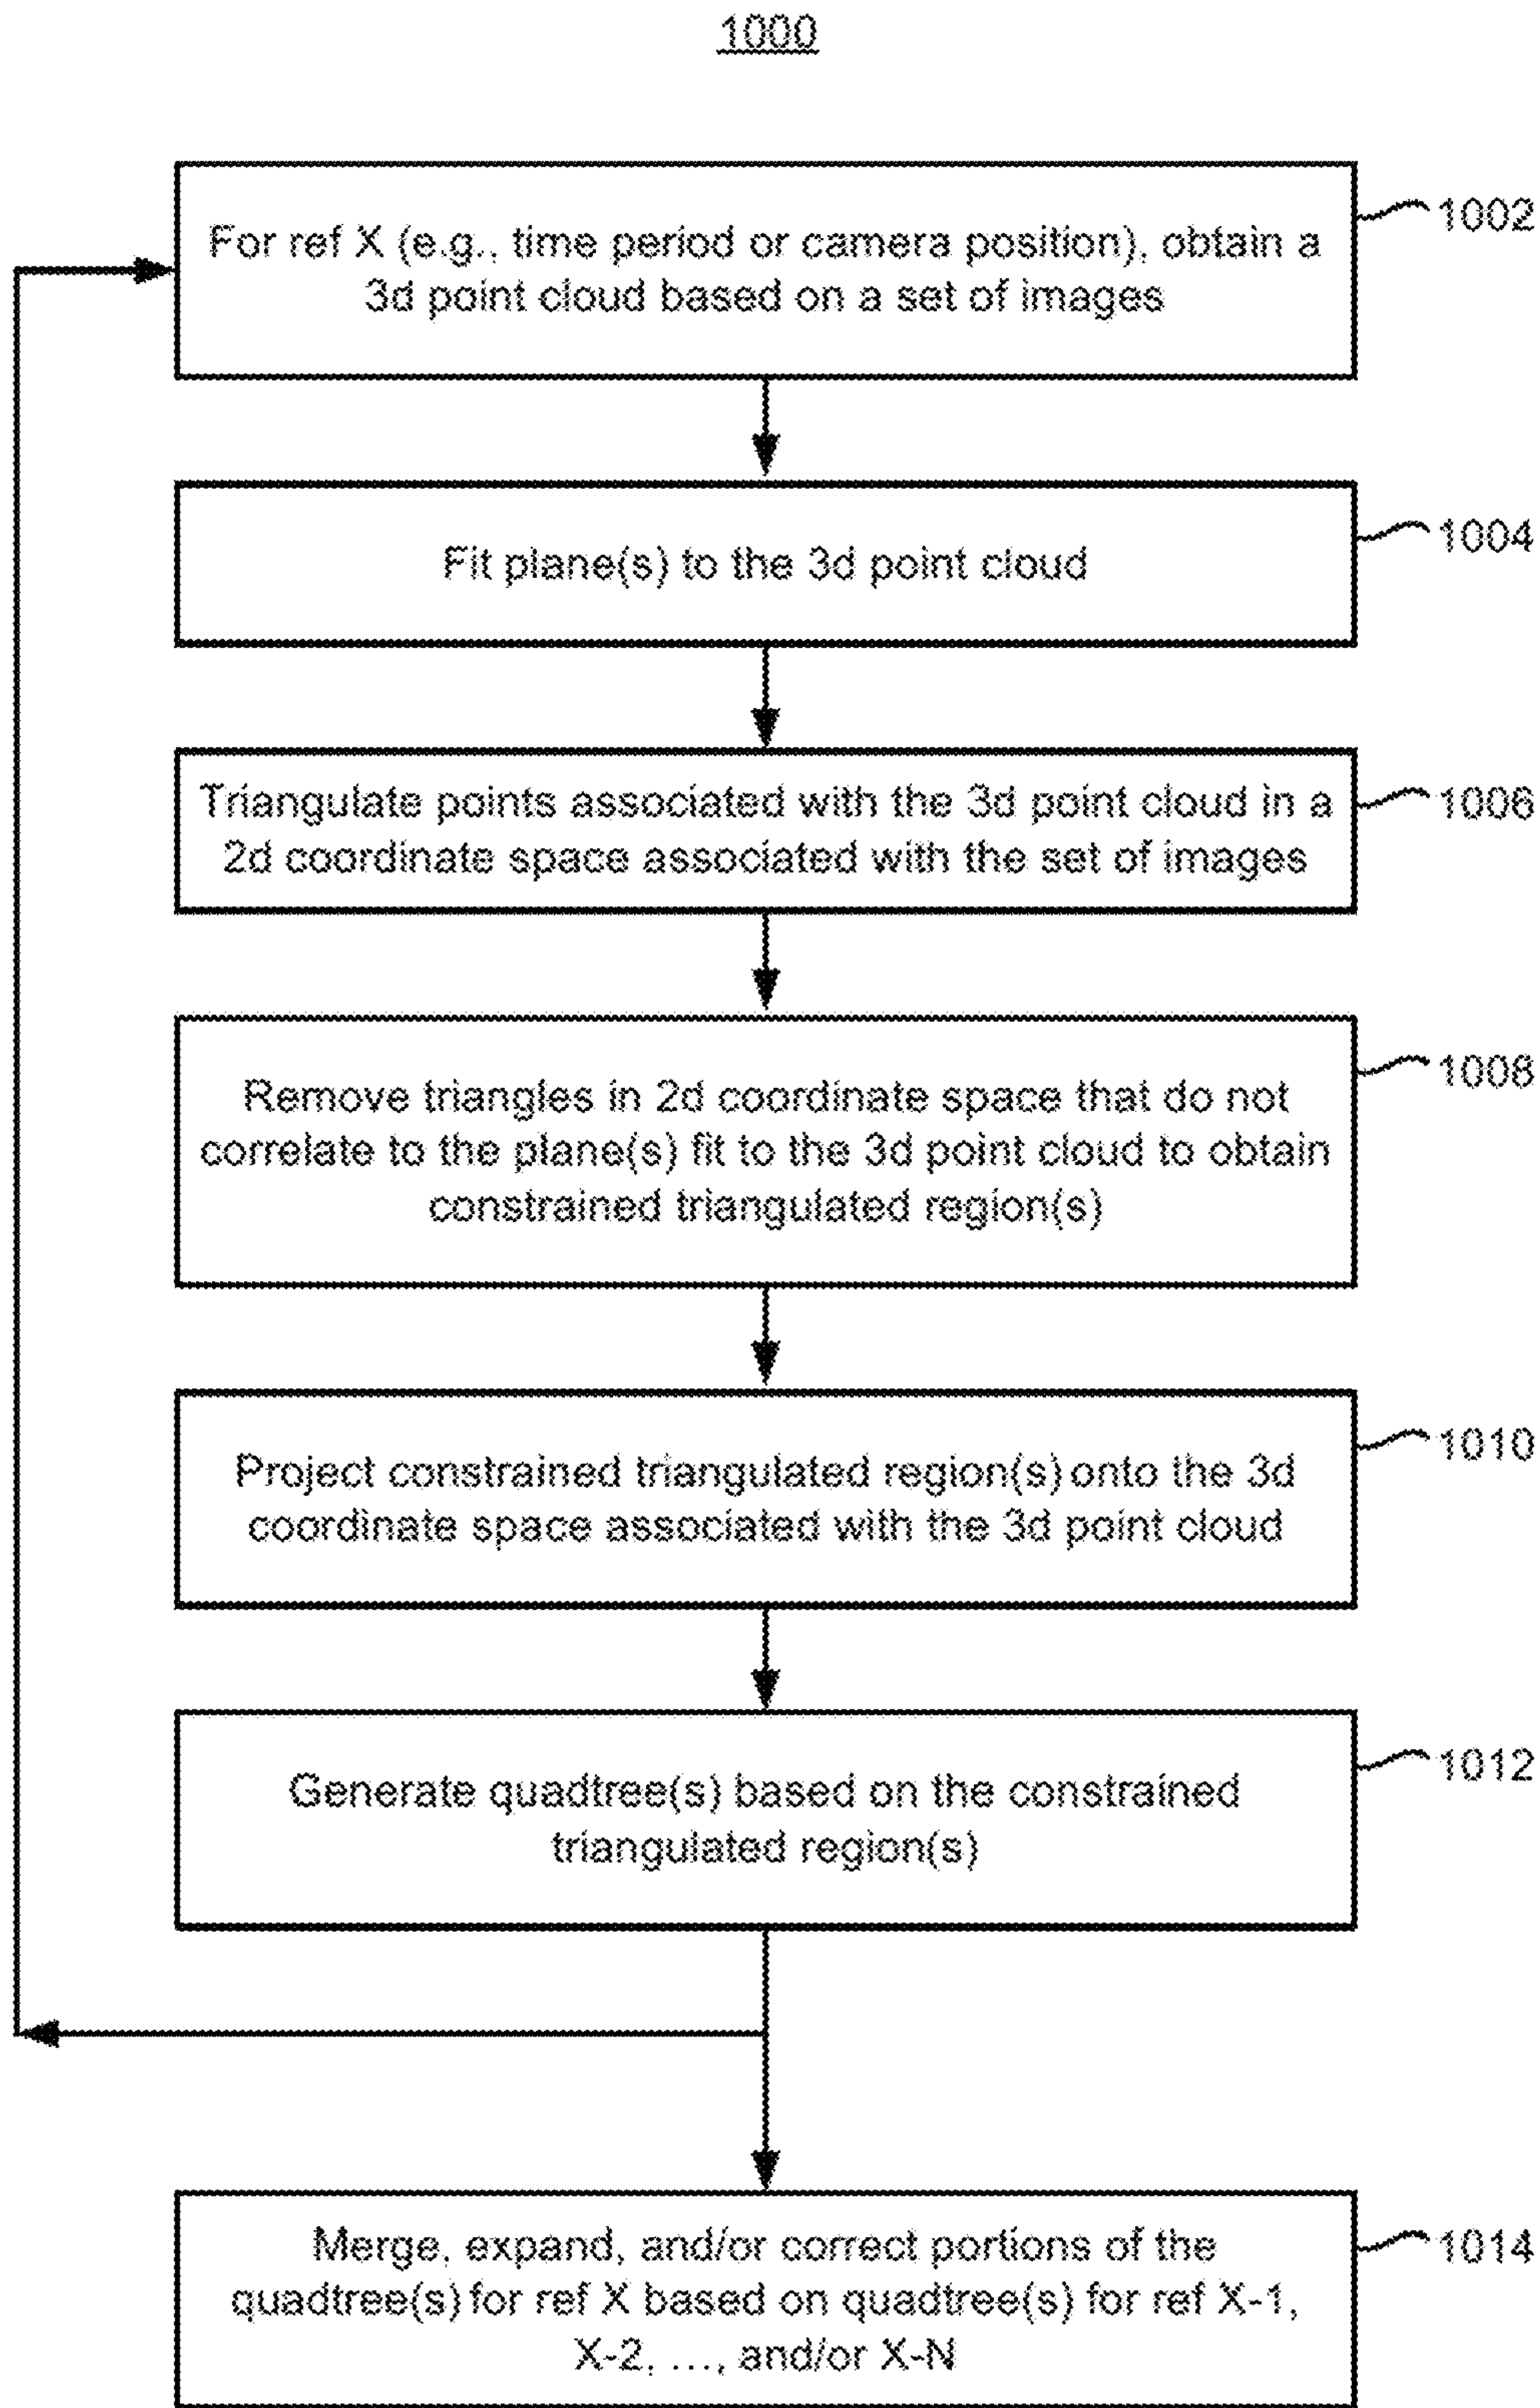 1000
For ref X (e.g., time period or camera position), obtain a
3d point cloud based on a set of images
1002
Fit plane(s) to the 3d point cloud
1004
Triangulate points associated with the 3d point cloud in a
2d coordinate space associated with the set of images
1006
Remove triangles in 2d coordinate space that do not
correlate to the plane(s) fit to the 3d point cloud to obtain
constrained triangulated region(s)
1008
Project constrained triangulated region(s) onto the 3d
coordinate space associated with the 3d point cloud
1010
Generate quadtree(s) based on the constrained
triangulated region(s)
1012
Merge, expand, and/or correct portions of the
quadtree(s) for ref X based on quadtree(s) for ref X-1,
X-2, ..., and/or X-N
1014